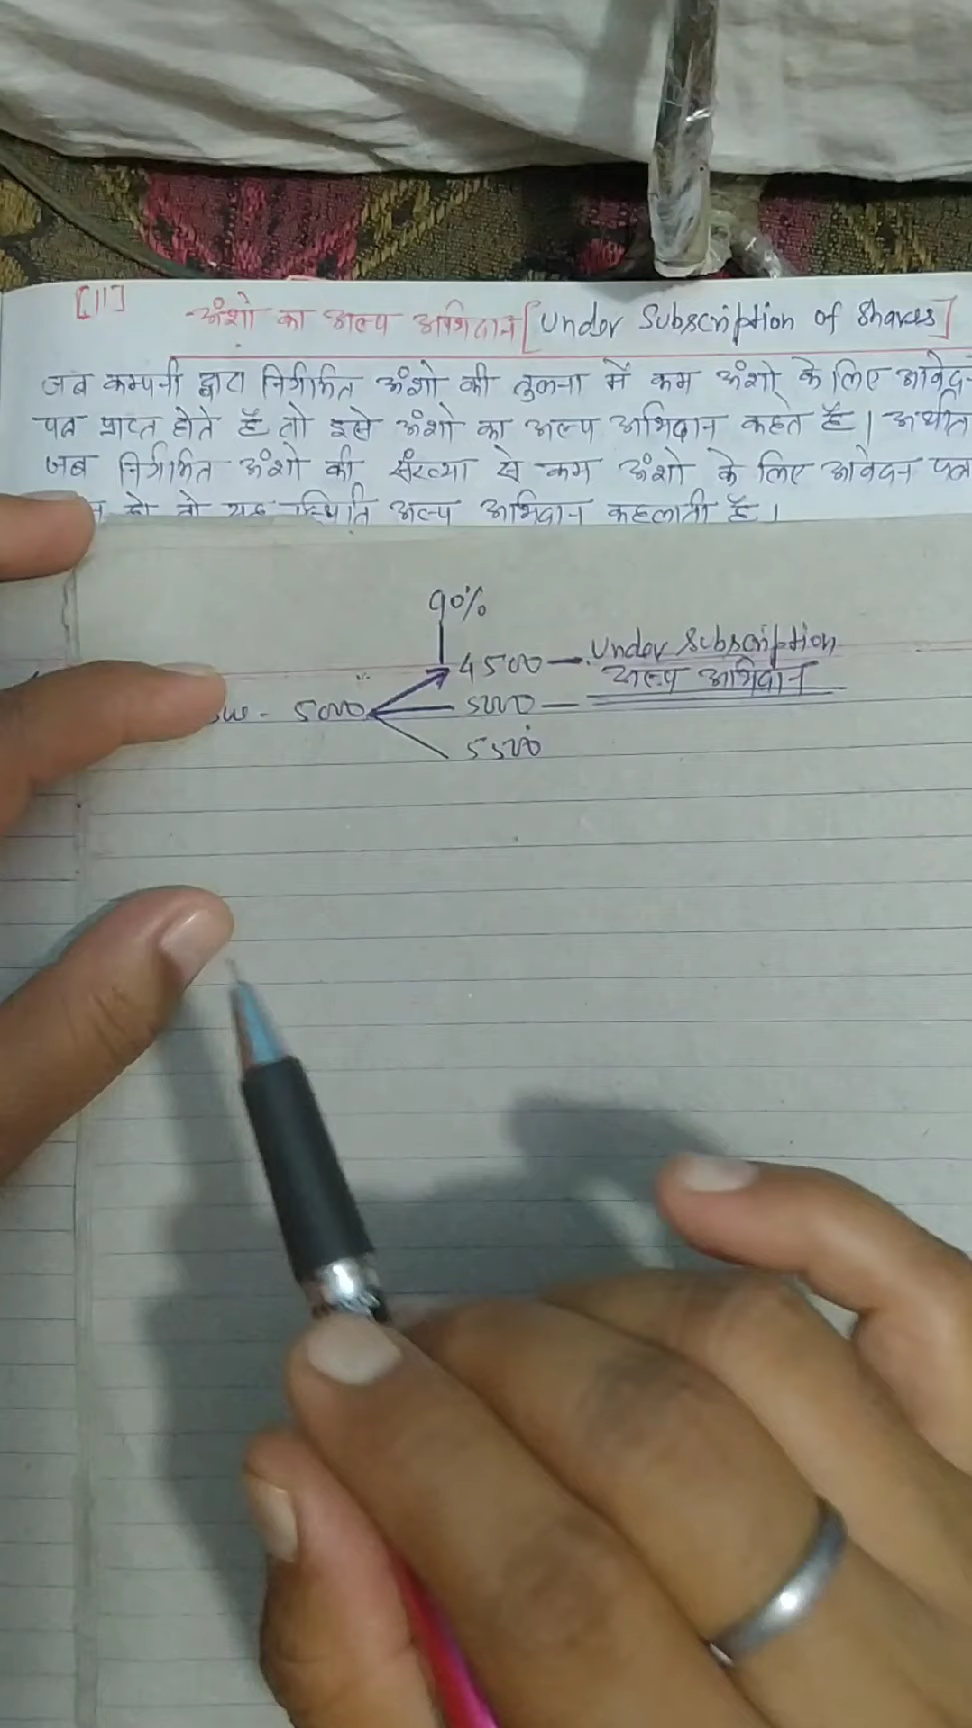 [11]
अंशो का अल्प अभिदान [Under Subscription of Shares]
जब कम्पनी द्वारा निर्गमित अंशो की तुलना में कम अंशो के लिए आवेदन
पत्र प्राप्त होते हैं तो इसे अंशो का अल्प अभिदान कहते हैं। अर्थात
जब निर्गमित अंशो की संख्या से कम अंशो के लिए आवेदन पत्र
हो तो यह स्थिति अल्प अभिदान कहलाती है।
90%
4500 - Under Subscription
अल्प अभिदान
5000 5000
5500